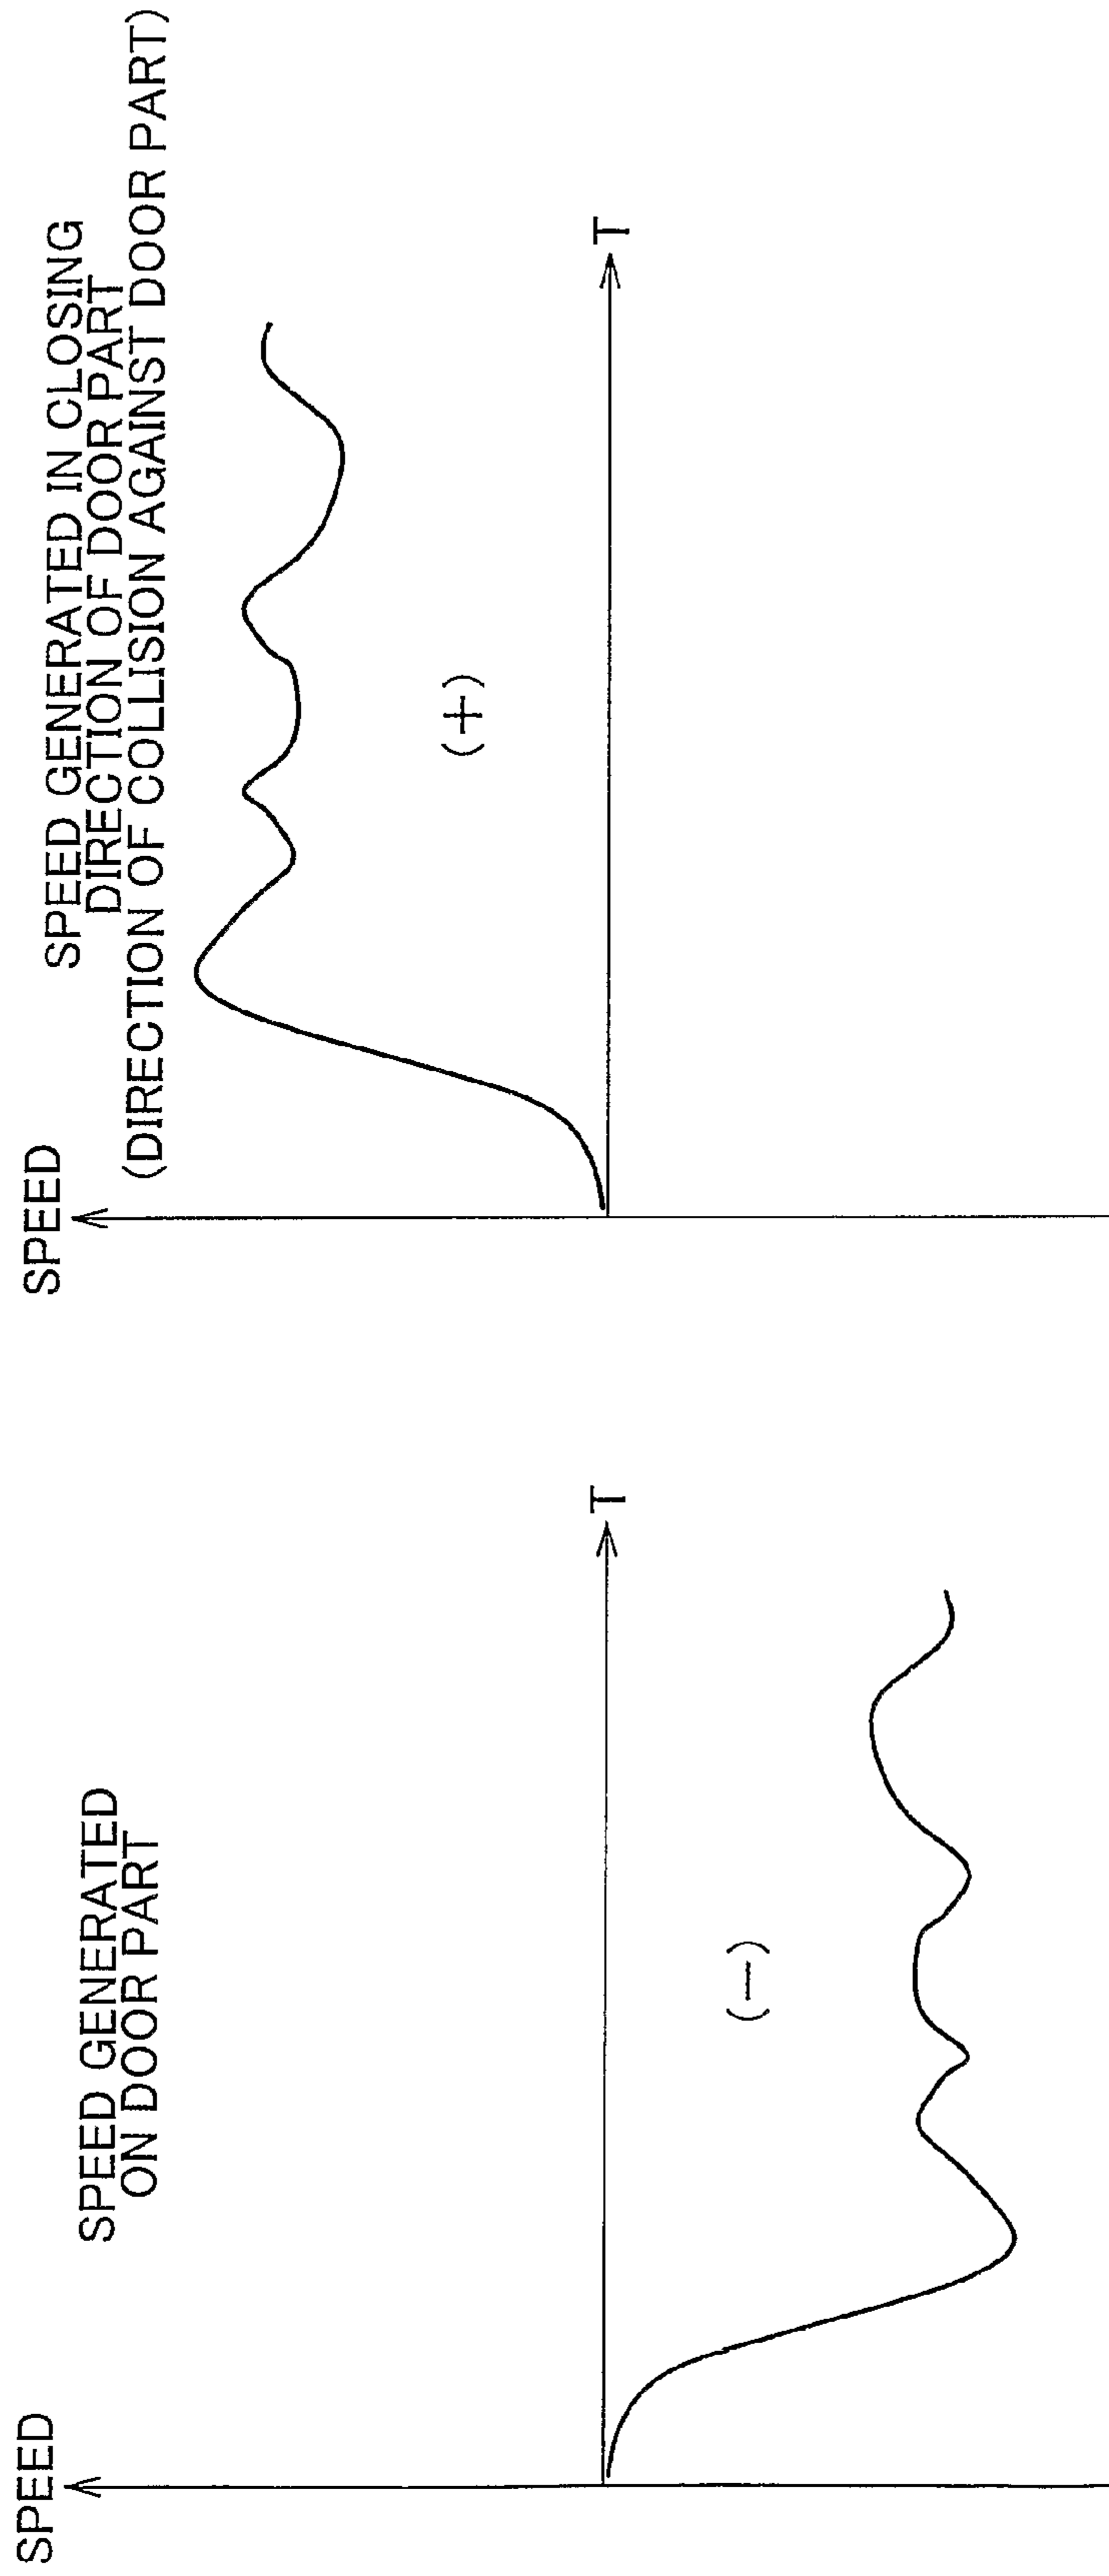 SPEED
SPEED GENERATED
ON DOOR PART
(−)
T
SPEED
SPEED GENERATED IN CLOSING
DIRECTION OF DOOR PART
(DIRECTION OF COLLISION AGAINST DOOR PART)
(+)
T